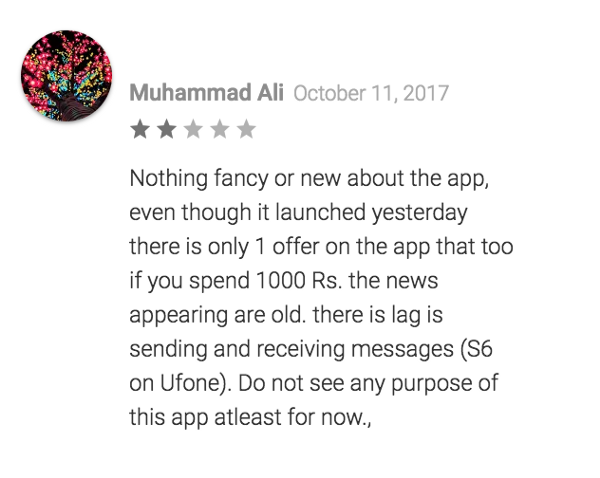 Muhammad Ali October 11, 2017
Nothing fancy or new about the app,
even though it launched yesterday
there is only 1 offer on the app that too
if you spend 1000 Rs. the news
appearing are old. there is lag is
sending and receiving messages (S6
on Ufone). Do not see any purpose of
this app atleast for now.,